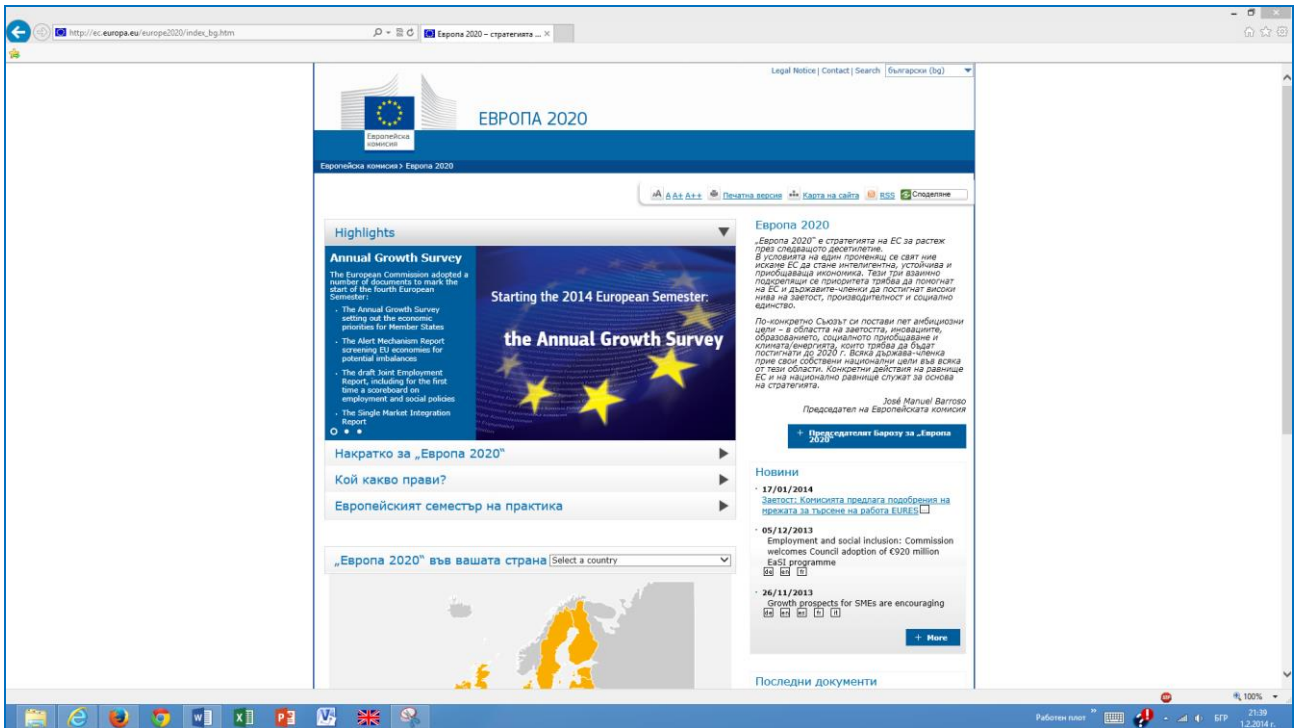 http://ec.europa.eu/europe2020/index_bg.htm
Европа 2020 – стратегията ...
Legal Notice | Contact | Search български (bg)
Европейска
комисия
ЕВРОПА 2020
Европейска комисия > Европа 2020
A A+ A++ Печатна версия Карта на сайта RSS Споделяне
Highlights
Annual Growth Survey
The European Commission adopted a
number of documents to mark the
start of the fourth European
Semester:
The Annual Growth Survey
setting out the economic
priorities for Member States
The Alert Mechanism Report
screening EU economies for
potential imbalances
The draft Joint Employment
Report, including for the first
time a scoreboard on
employment and social policies
The Single Market Integration
Report
Starting the 2014 European Semester:
the Annual Growth Survey
Накратко за „Европа 2020“
Кой какво прави?
Европейският семестър на практика
„Европа 2020“ във вашата страна Select a country
Европа 2020
„Европа 2020“ е стратегията на ЕС за растеж
през следващото десетилетие.
В условията на един променящ се свят ние
искаме ЕС да стане интелигентна, устойчива и
приобщаваща икономика. Тези три взаимно
подкрепящи се приоритета трябва да помогнат
на ЕС и държавите-членки да постигнат високи
нива на заетост, производителност и социално
единство.
По-конкретно Съюзът си постави пет амбициозни
цели – в областта на заетостта, иновациите,
образованието, социалното приобщаване и
климата/енергията, които трябва да бъдат
постигнати до 2020 г. Всяка държава-членка
прие свои собствени национални цели във всяка
от тези области. Конкретни действия на равнище
ЕС и на национално равнище служат за основа
на стратегията.
José Manuel Barroso
Председател на Европейската комисия
+ Председателят Барозу за „Европа
2020“
Новини
17/01/2014
Заетост: Комисията предлага подобрения на
мрежата за търсене на работа EURES
05/12/2013
Employment and social inclusion: Commission
welcomes Council adoption of €920 million
EaSI programme
de en fr
26/11/2013
Growth prospects for SMEs are encouraging
de en es fr it
+ More
Последни документи
100%
Работен плот
БГР
21:39
1.2.2014 г.